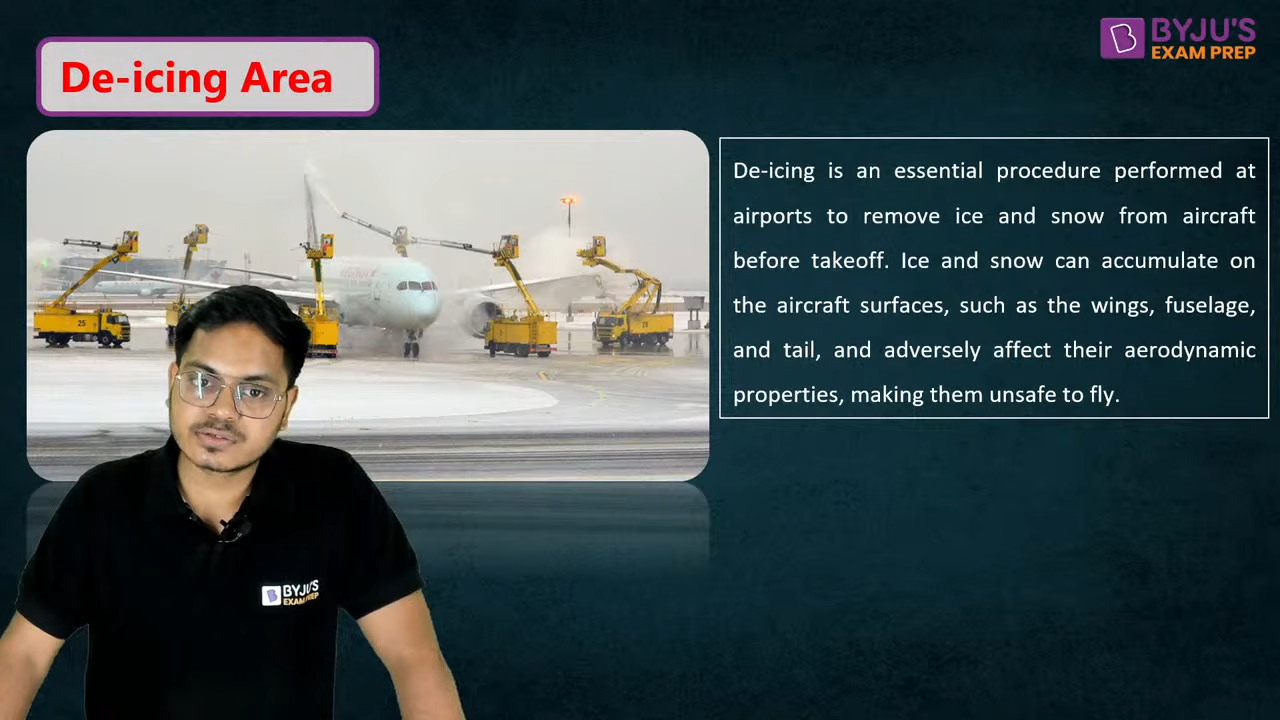 De-icing Area
BYJU'S
EXAM PREP
De-icing is an essential procedure performed at
airports to remove ice and snow from aircraft
before takeoff. Ice and snow can accumulate on
the aircraft surfaces, such as the wings, fuselage,
and tail, and adversely affect their aerodynamic
properties, making them unsafe to fly.
25
BYJU'S
EXAM PREP